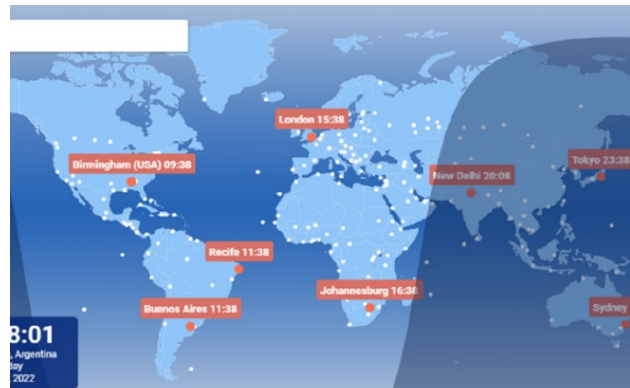 London 15:38
Birmingham (USA) 09:38
Tokyo 23:38
New Delhi 20:08
Recife 11:38
Johannesburg 16:38
Buenos Aires 11:38
Sydney
8:01
, Argentina
2022